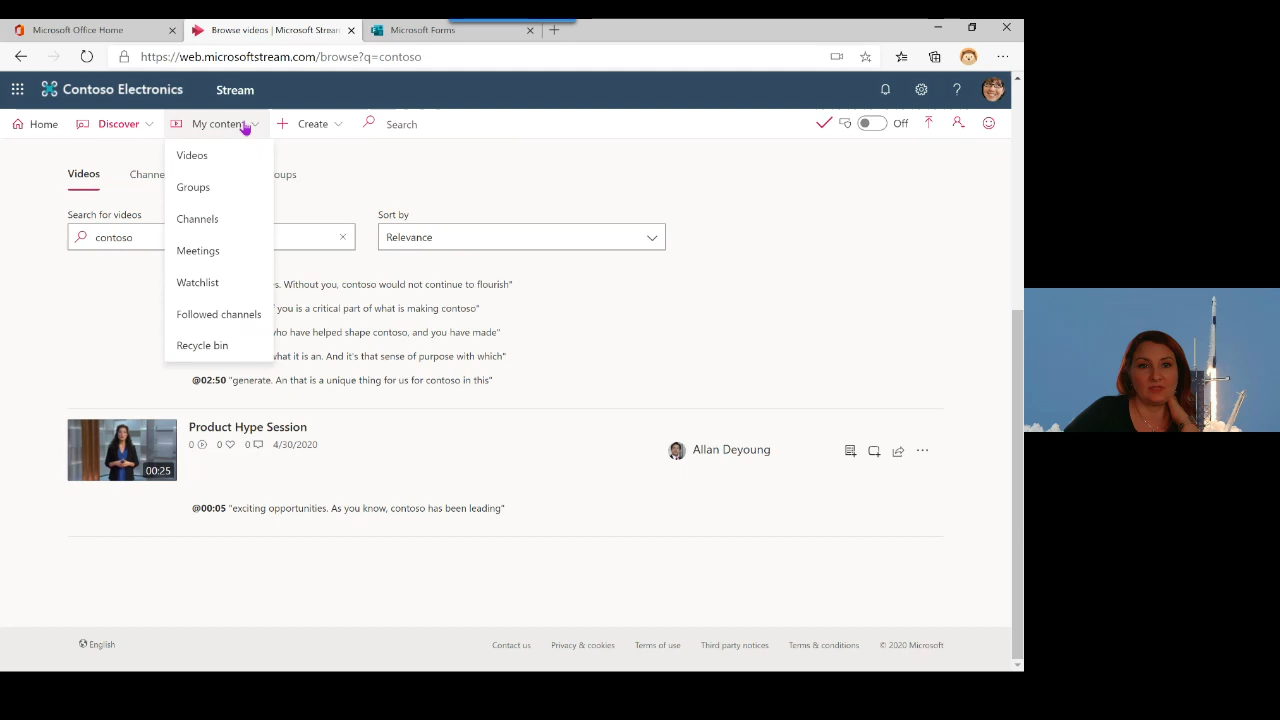 Microsoft Office Home
Browse videos | Microsoft Stream
Microsoft Forms
https://web.microsoftstream.com/browse?q=contoso
Contoso Electronics
Stream
Home
Discover
My content
Create
Search
Off
Videos
Groups
Channels
Meetings
Watchlist
Followed channels
Recycle bin
Videos
Channe
oups
Search for videos
Sort by
contoso
Relevance
s. Without you, contoso would not continue to flourish"
f you is a critical part of what is making contoso"
ho have helped shape contoso, and you have made"
what it is an. And it's that sense of purpose with which"
@02:50 "generate. An that is a unique thing for us for contoso in this"
Product Hype Session
0 0 0 4/30/2020
00:25
Allan Deyoung
@00:05 "exciting opportunities. As you know, contoso has been leading"
English
Contact us
Privacy & cookies
Terms of use
Third party notices
Terms & conditions
© 2020 Microsoft